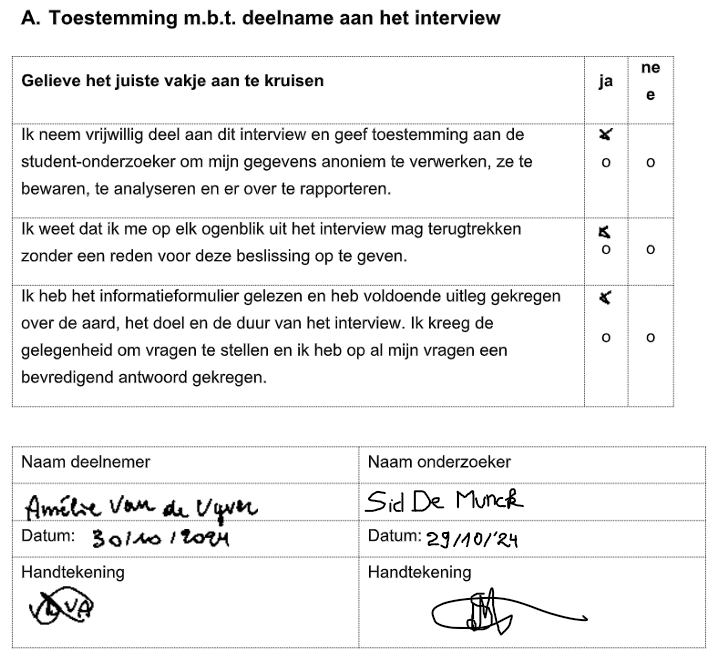 A. Toestemming m.b.t. deelname aan het interview
Gelieve het juiste vakje aan te kruisen
ja
ne
e
Ik neem vrijwillig deel aan dit interview en geef toestemming aan de
student-onderzoeker om mijn gegevens anoniem te verwerken, ze te
bewaren, te analyseren en er over te rapporteren.
x
o
o
Ik weet dat ik me op elk ogenblik uit het interview mag terugtrekken
zonder een reden voor deze beslissing op te geven.
x
o
o
Ik heb het informatieformulier gelezen en heb voldoende uitleg gekregen
over de aard, het doel en de duur van het interview. Ik kreeg de
gelegenheid om vragen te stellen en ik heb op al mijn vragen een
bevredigend antwoord gekregen.
x
o
o
Naam deelnemer
Naam onderzoeker
Amélie Van de Vyver
Sid De Munck
Datum: 30/10/2024
Datum: 29/10/'24
Handtekening
Handtekening